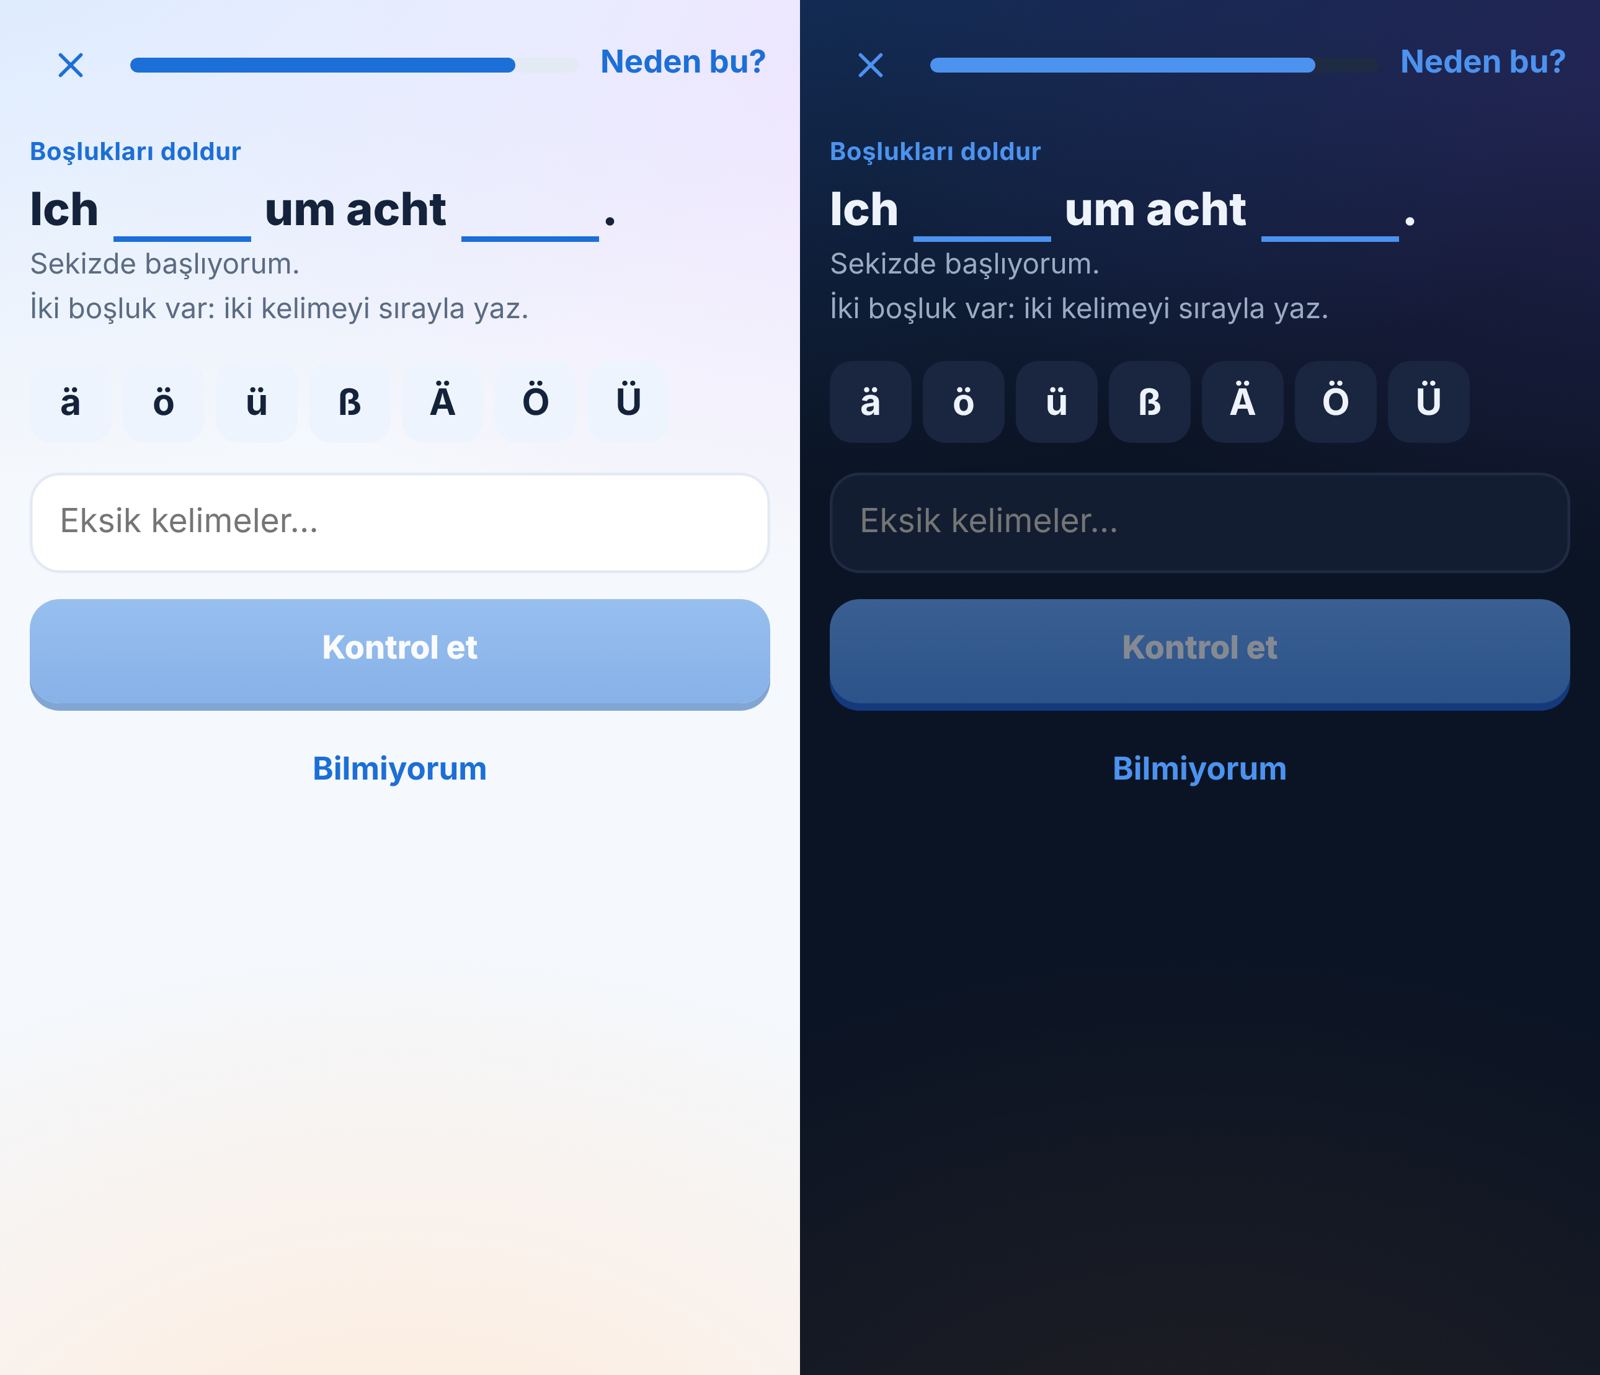 Neden bu?
Boşlukları doldur
Ich ______ um acht ______.
Sekizde başlıyorum.
İki boşluk var: iki kelimeyi sırayla yaz.
ä ö ü ß Ä Ö Ü
Eksik kelimeler...
Kontrol et
Bilmiyorum
Neden bu?
Boşlukları doldur
Ich ______ um acht ______.
Sekizde başlıyorum.
İki boşluk var: iki kelimeyi sırayla yaz.
ä ö ü ß Ä Ö Ü
Eksik kelimeler...
Kontrol et
Bilmiyorum